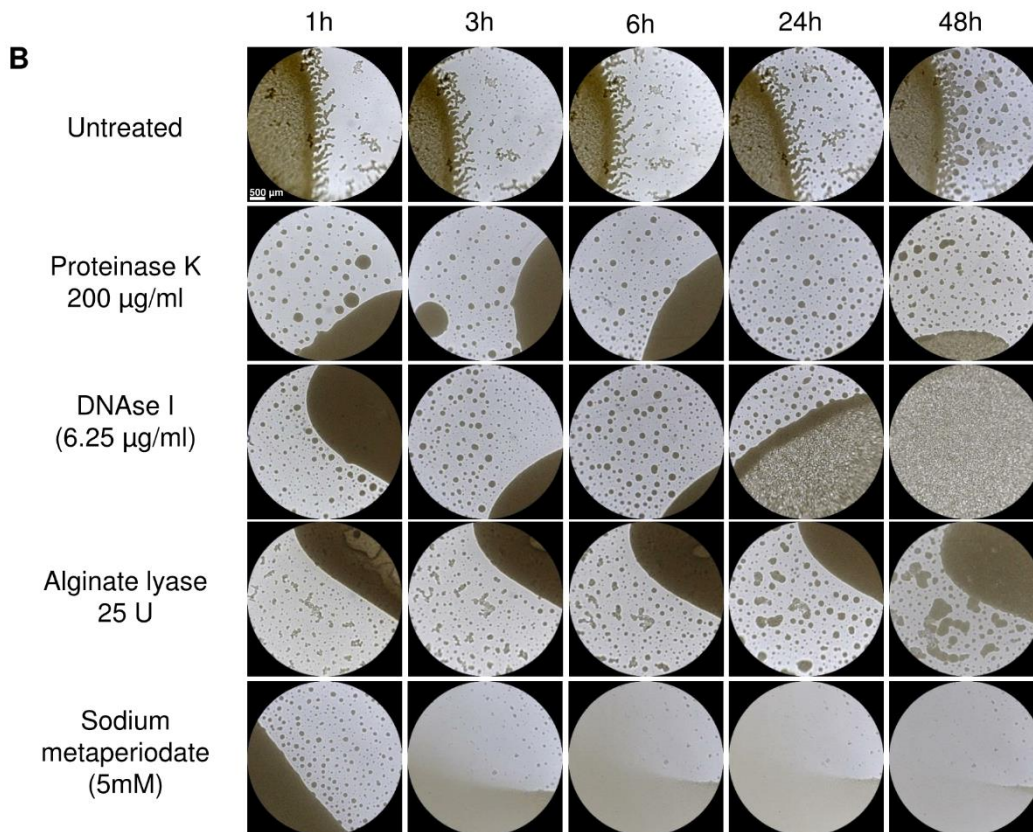 B
1h 3h 6h 24h 48h
Untreated
500 µm
Proteinase K
200 µg/ml
DNAse I
(6.25 µg/ml)
Alginate lyase
25 U
Sodium
metaperiodate
(5mM)